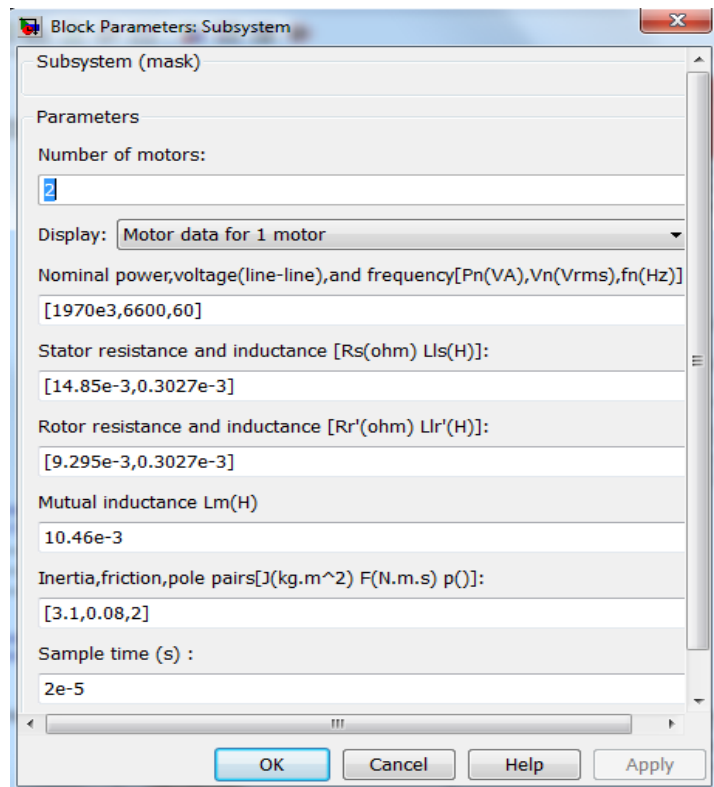 Block Parameters: Subsystem
Subsystem (mask)
Parameters
Number of motors:
2
Display: Motor data for 1 motor
Nominal power,voltage(line-line),and frequency[Pn(VA),Vn(Vrms),fn(Hz)]
[1970e3,6600,60]
Stator resistance and inductance [Rs(ohm) Lls(H)]:
[14.85e-3,0.3027e-3]
Rotor resistance and inductance [Rr'(ohm) Llr'(H)]:
[9.295e-3,0.3027e-3]
Mutual inductance Lm(H)
10.46e-3
Inertia,friction,pole pairs[J(kg.m^2) F(N.m.s) p()]:
[3.1,0.08,2]
Sample time (s) :
2e-5
OK Cancel Help Apply